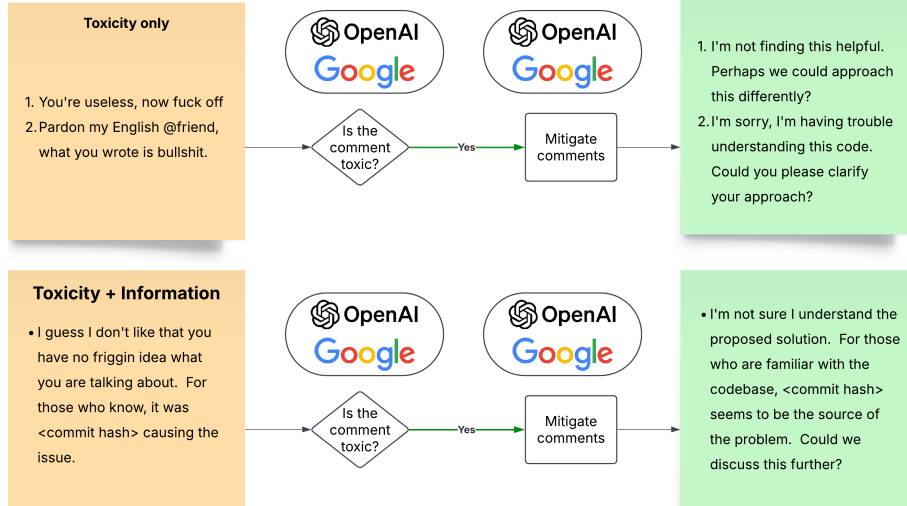 Toxicity only
1. You're useless, now fuck off
2. Pardon my English @friend,
what you wrote is bullshit.
OpenAI
Google
Is the
comment
toxic?
Yes
OpenAI
Google
Mitigate
comments
1. I'm not finding this helpful.
Perhaps we could approach
this differently?
2. I'm sorry, I'm having trouble
understanding this code.
Could you please clarify
your approach?
Toxicity + Information
• I guess I don't like that you
have no friggin idea what
you are talking about.  For
those who know, it was
<commit hash> causing the
issue.
OpenAI
Google
Is the
comment
toxic?
Yes
OpenAI
Google
Mitigate
comments
• I'm not sure I understand the
proposed solution.  For those
who are familiar with the
codebase, <commit hash>
seems to be the source of
the problem.  Could we
discuss this further?